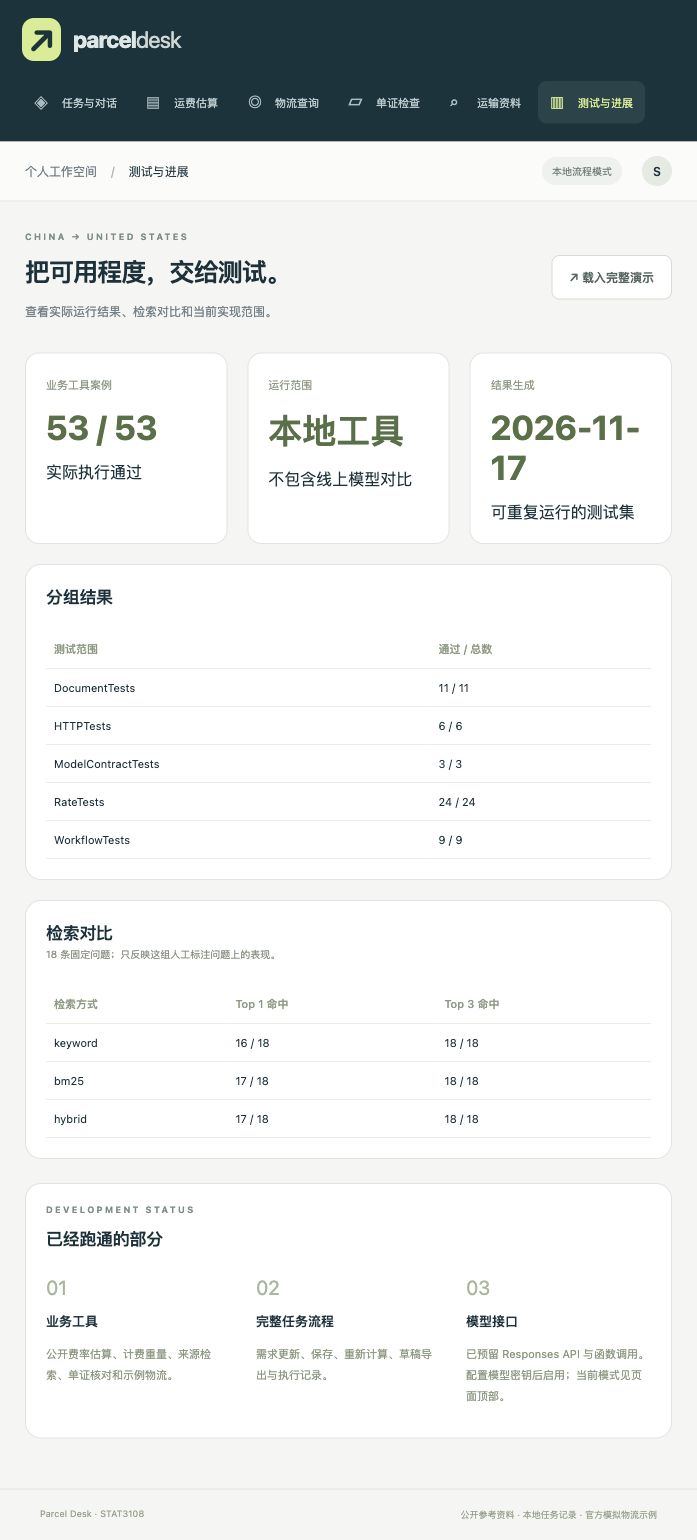 parceldesk
任务与对话 运费估算 物流查询 单证检查 运输资料 测试与进展
个人工作空间 / 测试与进展 本地流程模式 S
CHINA → UNITED STATES
把可用程度，交给测试。
↗ 载入完整演示
查看实际运行结果、检索对比和当前实现范围。
业务工具案例
53 / 53
实际执行通过
运行范围
本地工具
不包含线上模型对比
结果生成
2026-11-
17
可重复运行的测试集
分组结果
测试范围 通过 / 总数
DocumentTests 11 / 11
HTTPTests 6 / 6
ModelContractTests 3 / 3
RateTests 24 / 24
WorkflowTests 9 / 9
检索对比
18 条固定问题；只反映这组人工标注问题上的表现。
检索方式 Top 1 命中 Top 3 命中
keyword 16 / 18 18 / 18
bm25 17 / 18 18 / 18
hybrid 17 / 18 18 / 18
DEVELOPMENT STATUS
已经跑通的部分
01
业务工具
公开费率估算、计费重量、来源检
索、单证核对和示例物流。
02
完整任务流程
需求更新、保存、重新计算、草稿导
出与执行记录。
03
模型接口
已预留 Responses API 与函数调用。
配置模型密钥后启用；当前模式见页
面顶部。
Parcel Desk · STAT3108 公开参考资料 · 本地任务记录 · 官方模拟物流示例